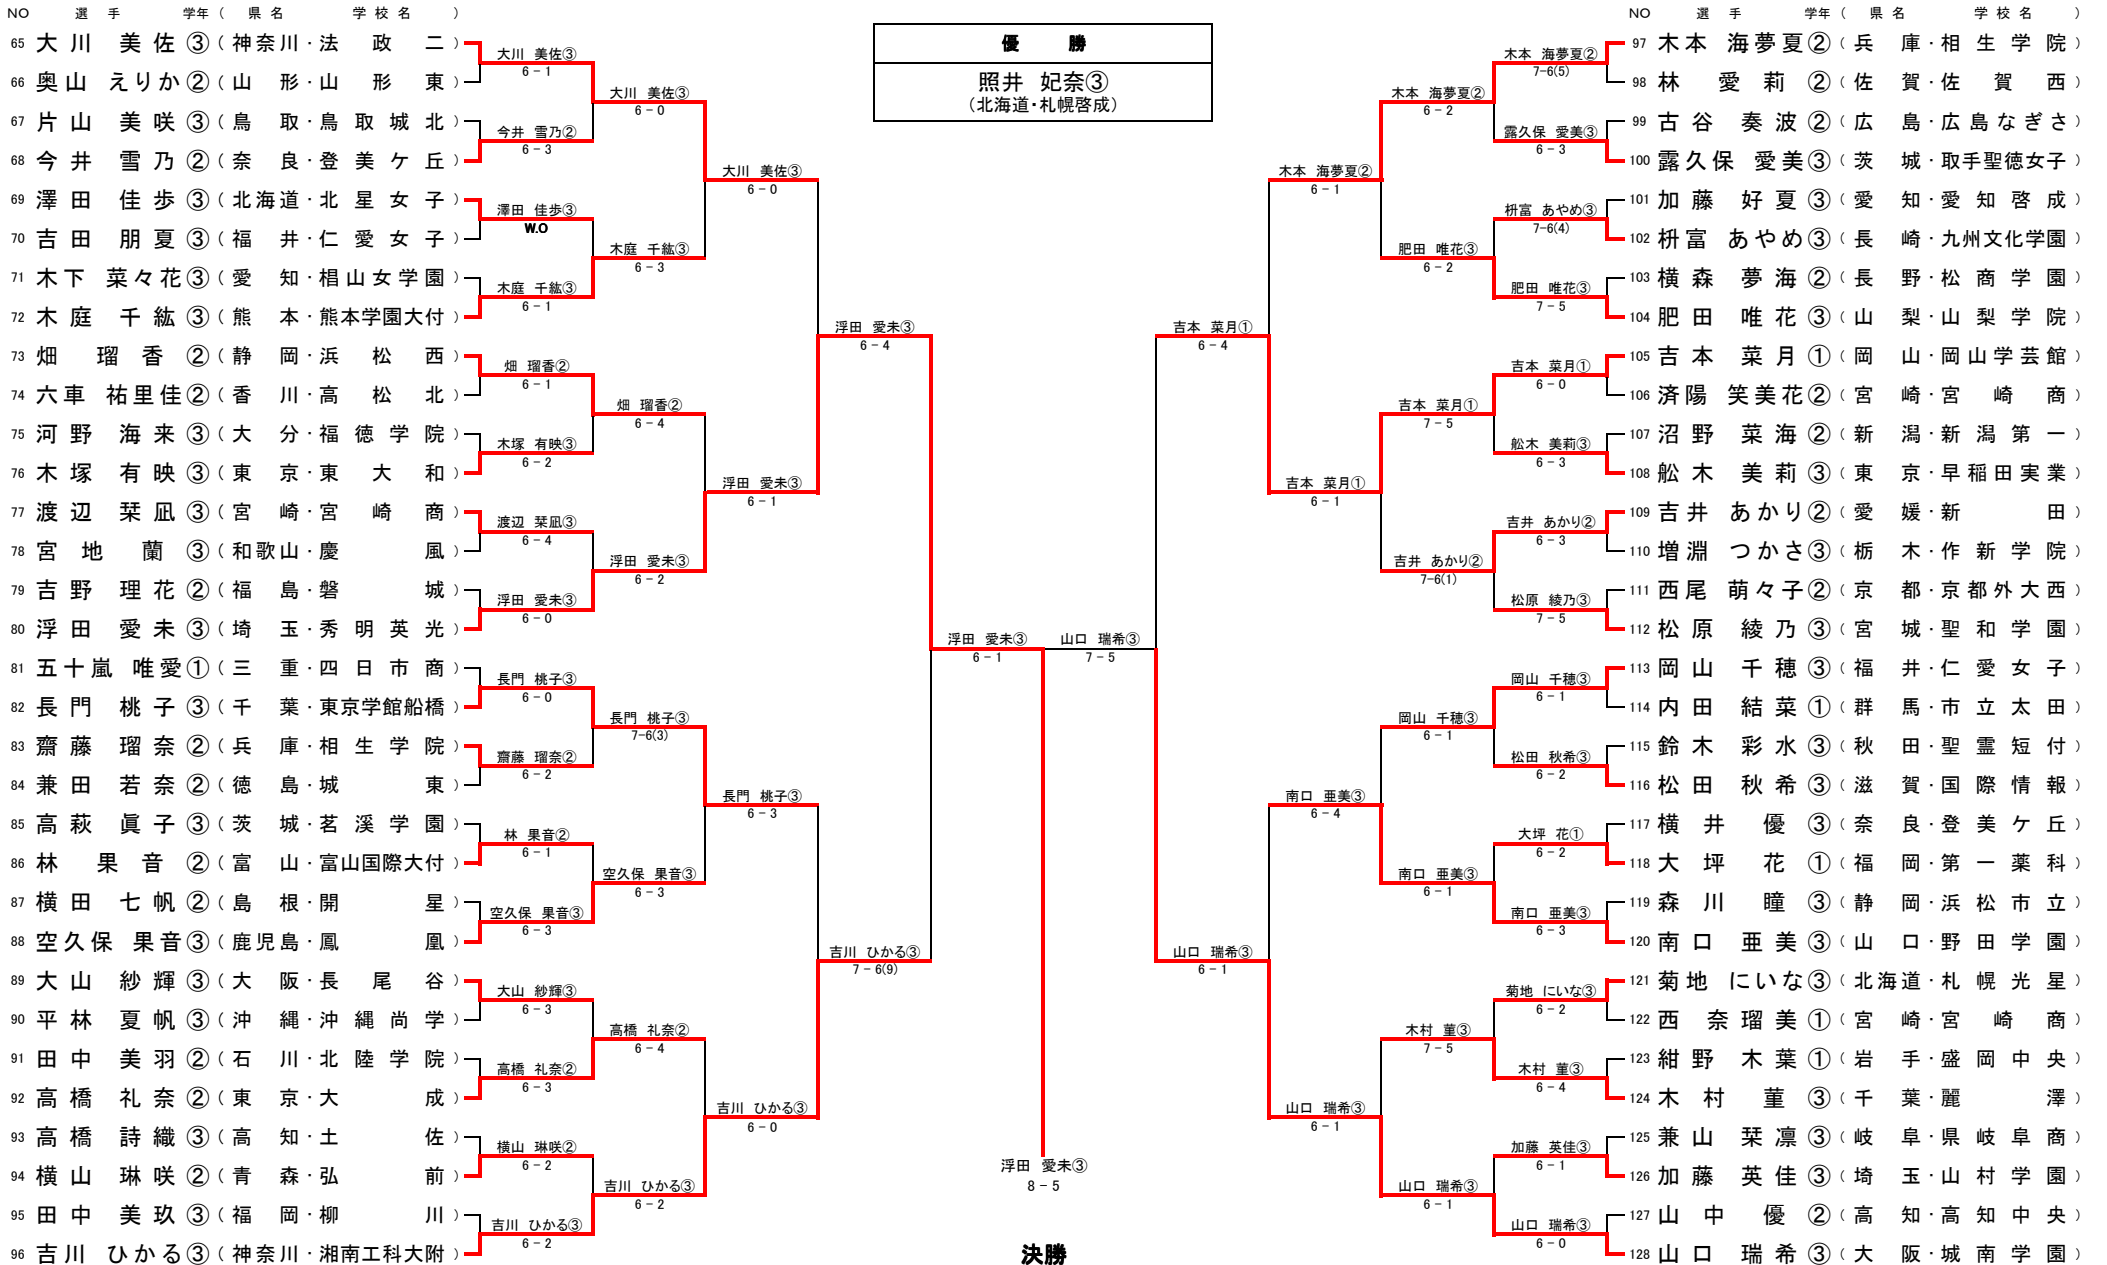 NO 選 手 学年 ( 県 名 学 校 名 )
65 大川 美佐③ ( 神奈川・法政二 )
66 奥山 えりか② ( 山形・山形東 )
67 片山 美咲③ ( 鳥取・鳥取城北 )
68 今井 雪乃② ( 奈良・登美ケ丘 )
69 澤田 佳歩③ ( 北海道・北星女子 )
70 吉田 朋夏③ ( 福井・仁愛女子 )
71 木下 菜々花③ ( 愛知・椙山女学園 )
72 木庭 千紘③ ( 熊本・熊本学園大付 )
73 畑 瑠香② ( 静岡・浜松西 )
74 六車 祐里佳② ( 香川・高松北 )
75 河野 海来③ ( 大分・福徳学院 )
76 木塚 有映③ ( 東京・東大和 )
77 渡辺 栞凪③ ( 宮崎・宮崎商 )
78 宮地 蘭③ ( 和歌山・慶風 )
79 吉野 理花② ( 福島・磐城 )
80 浮田 愛未③ ( 埼玉・秀明英光 )
81 五十嵐 唯愛① ( 三重・四日市商 )
82 長門 桃子③ ( 千葉・東京学館船橋 )
83 齋藤 瑠奈② ( 兵庫・相生学院 )
84 兼田 若奈② ( 徳島・城東 )
85 高萩 眞子③ ( 茨城・茗溪学園 )
86 林 果音② ( 富山・富山国際大付 )
87 横田 七帆② ( 島根・開星 )
88 空久保 果音③ ( 鹿児島・鳳凰 )
89 大山 紗輝③ ( 大阪・長尾谷 )
90 平林 夏帆③ ( 沖縄・沖縄尚学 )
91 田中 美羽② ( 石川・北陸学院 )
92 高橋 礼奈② ( 東京・大成 )
93 高橋 詩織③ ( 高知・土佐 )
94 横山 琳咲② ( 青森・弘前 )
95 田中 美玖③ ( 福岡・柳川 )
96 吉川 ひかる③ ( 神奈川・湘南工科大附 )
大川 美佐③
6-1
今井 雪乃②
6-3
澤田 佳歩③
W.O
木庭 千紘③
6-1
畑 瑠香②
6-1
木塚 有映③
6-2
渡辺 栞凪③
6-4
浮田 愛未③
6-0
長門 桃子③
6-0
齋藤 瑠奈②
6-2
林 果音②
6-1
空久保 果音③
6-3
大山 紗輝③
6-3
高橋 礼奈②
6-3
横山 琳咲②
6-2
吉川 ひかる③
6-2
大川 美佐③
6-0
木庭 千紘③
6-3
畑 瑠香②
6-4
浮田 愛未③
6-2
長門 桃子③
7-6(3)
空久保 果音③
6-3
高橋 礼奈②
6-4
吉川 ひかる③
6-2
大川 美佐③
6-0
浮田 愛未③
6-1
長門 桃子③
6-3
吉川 ひかる③
6-0
浮田 愛未③
6-4
吉川 ひかる③
7-6(9)
浮田 愛未③
6-1
優 勝
照井 妃奈③
(北海道・札幌啓成)
浮田 愛未③
8-5
決勝
山口 瑞希③
7-5
吉本 菜月①
6-4
山口 瑞希③
6-1
木本 海夢夏②
6-1
吉本 菜月①
6-1
南口 亜美③
6-4
山口 瑞希③
6-1
木本 海夢夏②
6-2
肥田 唯花③
6-2
吉本 菜月①
7-5
吉井 あかり②
7-6(1)
岡山 千穂③
6-1
南口 亜美③
6-1
木村 菫③
7-5
山口 瑞希③
6-1
木本 海夢夏②
7-6(5)
露久保 愛美③
6-3
枡富 あやめ③
7-6(4)
肥田 唯花③
7-5
吉本 菜月①
6-0
舩木 美莉③
6-3
吉井 あかり②
6-3
松原 綾乃③
7-5
岡山 千穂③
6-1
松田 秋希③
6-2
大坪 花①
6-2
南口 亜美③
6-3
菊地 にいな③
6-2
木村 菫③
6-4
加藤 英佳③
6-1
山口 瑞希③
6-0
NO 選 手 学年 ( 県 名 学 校 名 )
97 木本 海夢夏② ( 兵庫・相生学院 )
98 林 愛莉② ( 佐賀・佐賀西 )
99 古谷 奏波② ( 広島・広島なぎさ )
100 露久保 愛美③ ( 茨城・取手聖徳女子 )
101 加藤 好夏③ ( 愛知・愛知啓成 )
102 枡富 あやめ③ ( 長崎・九州文化学園 )
103 横森 夢海② ( 長野・松商学園 )
104 肥田 唯花③ ( 山梨・山梨学院 )
105 吉本 菜月① ( 岡山・岡山学芸館 )
106 済陽 笑美花② ( 宮崎・宮崎商 )
107 沼野 菜海② ( 新潟・新潟第一 )
108 舩木 美莉③ ( 東京・早稲田実業 )
109 吉井 あかり② ( 愛媛・新田 )
110 増淵 つかさ③ ( 栃木・作新学院 )
111 西尾 萌々子② ( 京都・京都外大西 )
112 松原 綾乃③ ( 宮城・聖和学園 )
113 岡山 千穂③ ( 福井・仁愛女子 )
114 内田 結菜① ( 群馬・市立太田 )
115 鈴木 彩水③ ( 秋田・聖霊短付 )
116 松田 秋希③ ( 滋賀・国際情報 )
117 横井 優③ ( 奈良・登美ケ丘 )
118 大坪 花① ( 福岡・第一薬科 )
119 森川 瞳③ ( 静岡・浜松市立 )
120 南口 亜美③ ( 山口・野田学園 )
121 菊地 にいな③ ( 北海道・札幌光星 )
122 西 奈瑠美① ( 宮崎・宮崎商 )
123 紺野 木葉① ( 岩手・盛岡中央 )
124 木村 菫③ ( 千葉・麗澤 )
125 兼山 栞凛③ ( 岐阜・県岐阜商 )
126 加藤 英佳③ ( 埼玉・山村学園 )
127 山中 優② ( 高知・高知中央 )
128 山口 瑞希③ ( 大阪・城南学園 )